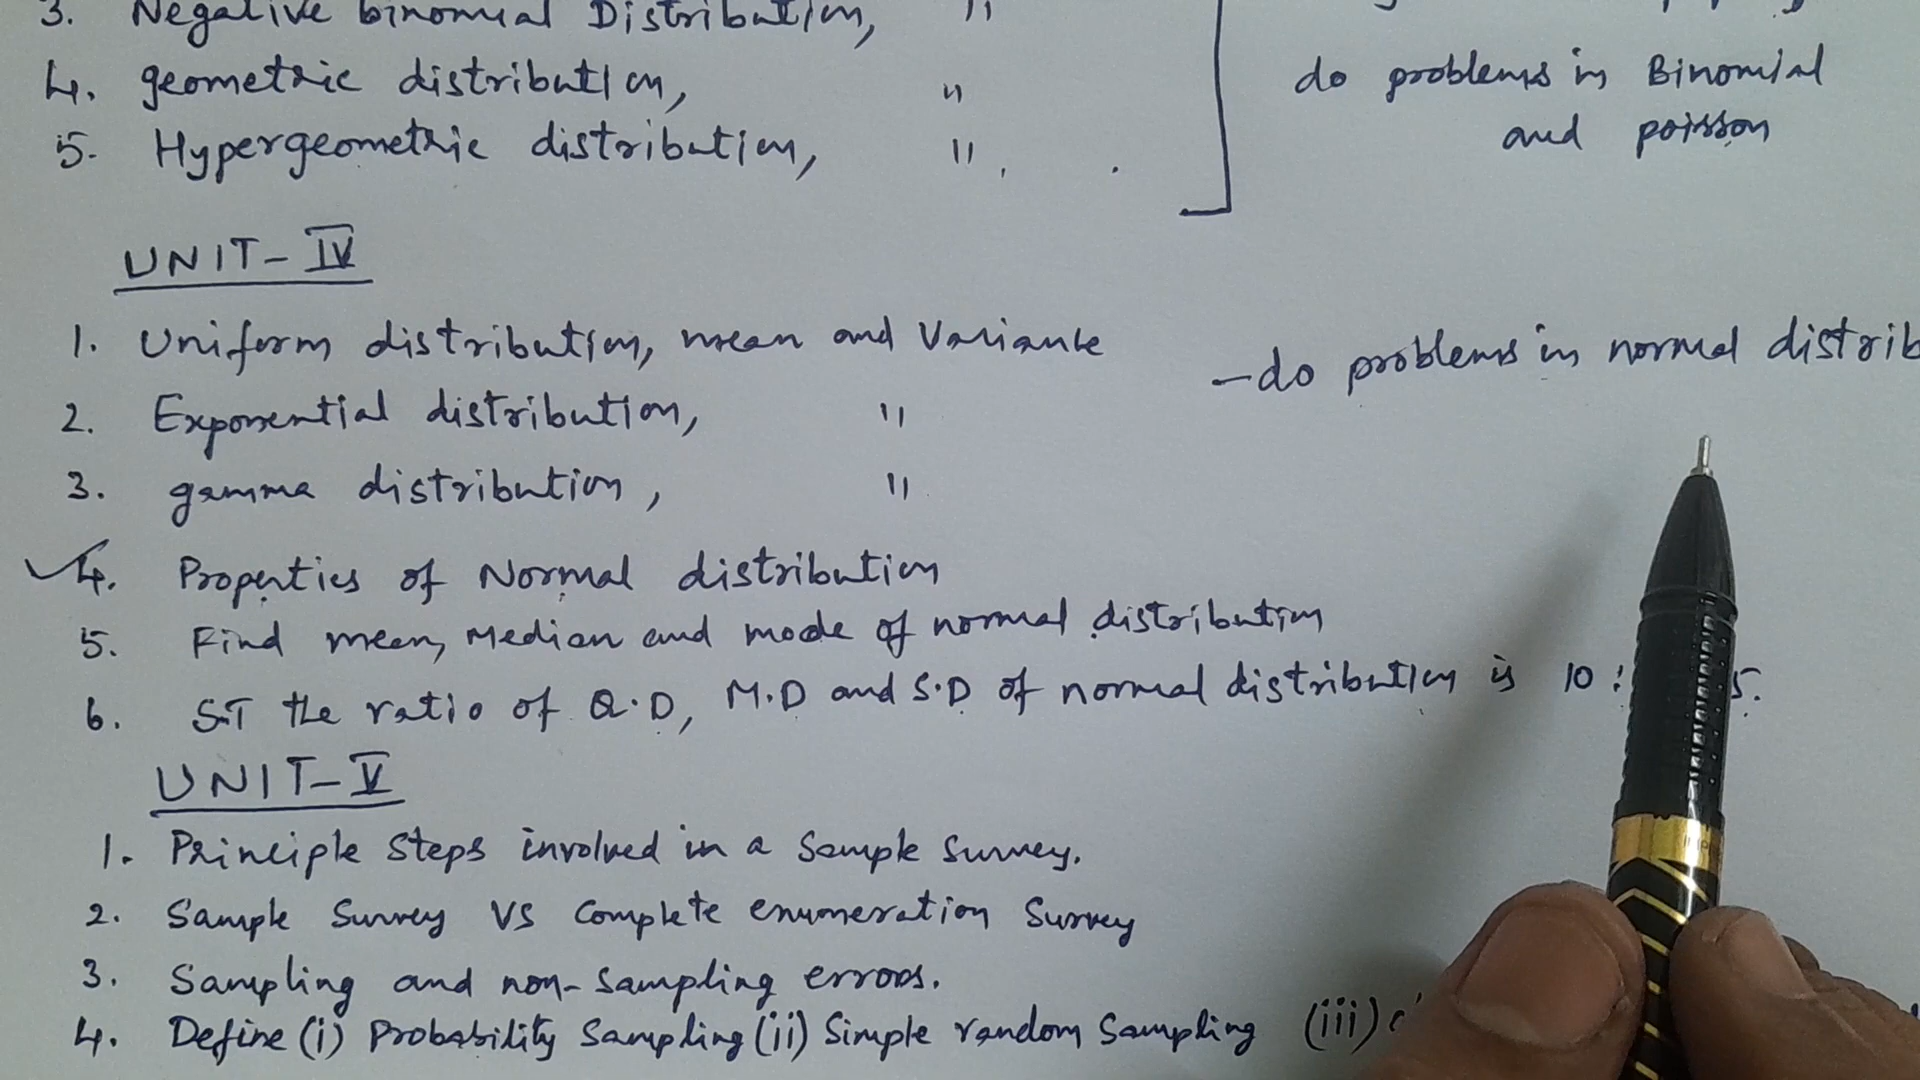 3. Negative binomial Distribution, "
4. geometric distribution, "
do problems in Binomial
and poisson
5. Hypergeometric distribution, "
UNIT-IV
1. Uniform distribution, mean and Variance
-do problems in normal distrib
2. Exponential distribution, "
3. gamma distribution, "
4. Properties of Normal distribution
5. Find mean, Median and mode of normal distribution
6. S.T the ratio of Q.D, M.D and S.D of normal distribution is 10: 5.
UNIT-V
1. Principle steps involved in a Sample Survey.
2. Sample Survey VS Complete enumeration Survey
3. Sampling and non-Sampling errors.
4. Define (i) Probability Sampling (ii) Simple random Sampling (iii)